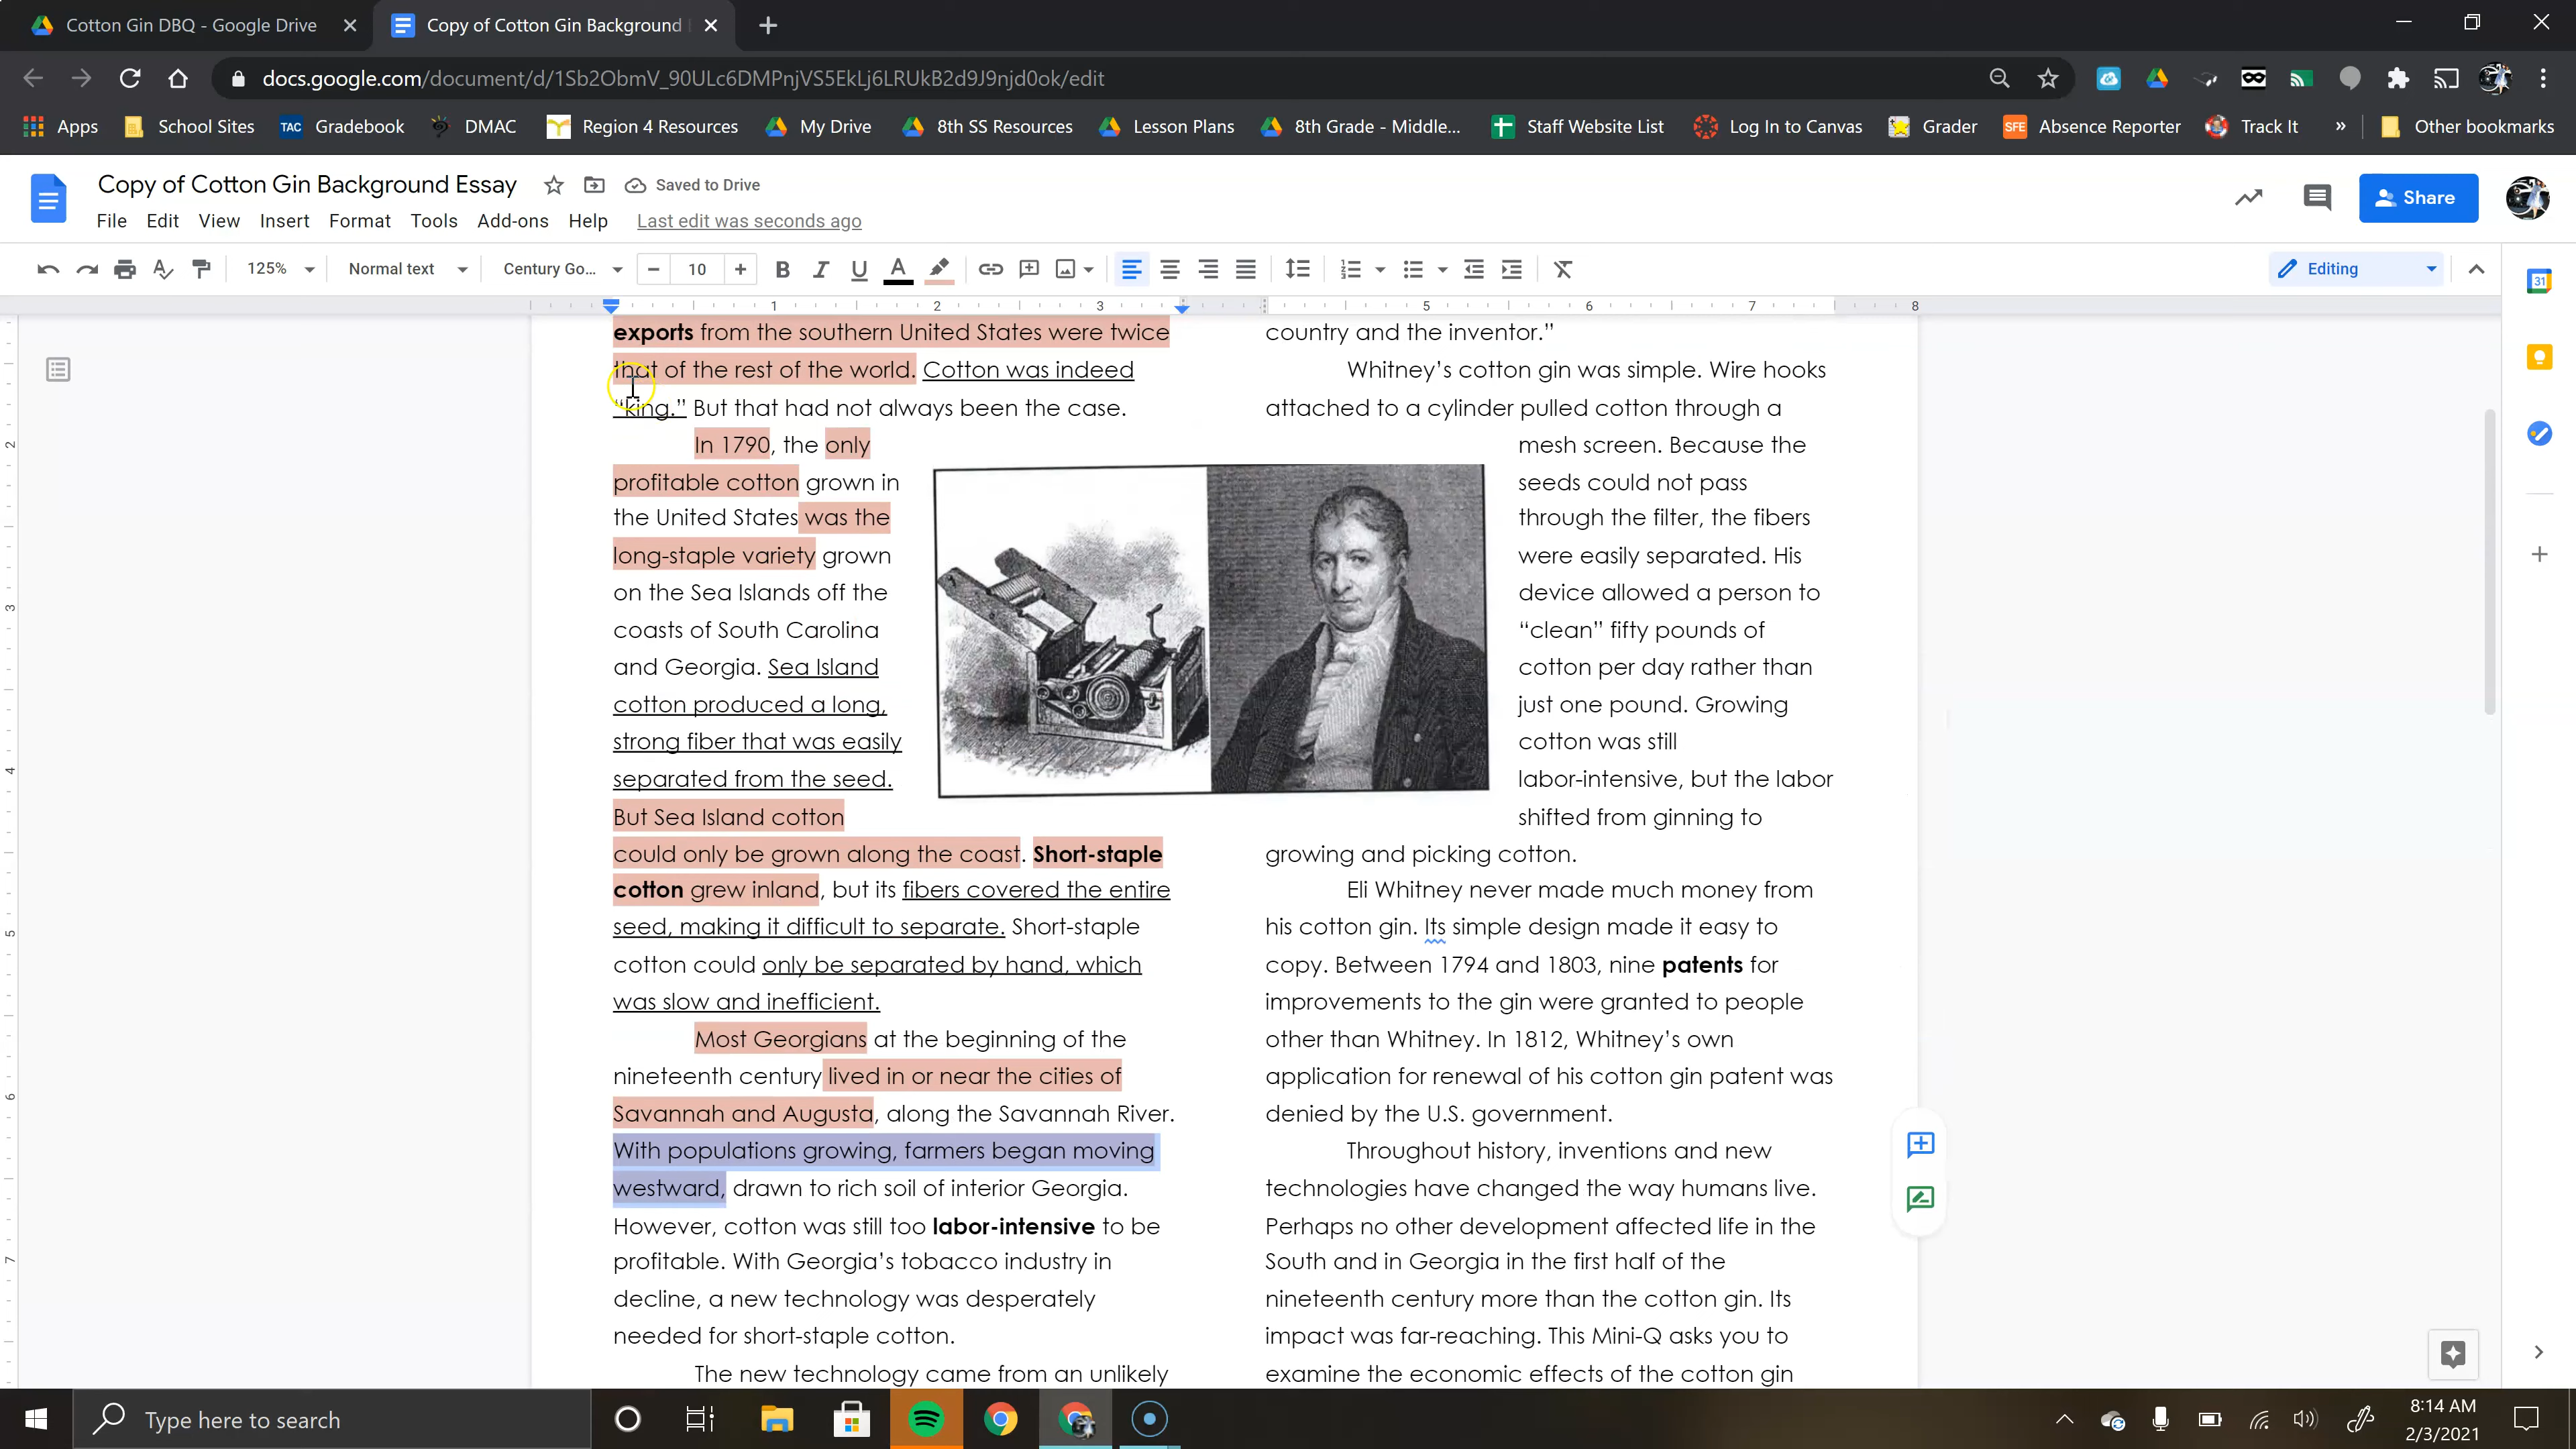 Cotton Gin DBQ - Google Drive
Copy of Cotton Gin Background
docs.google.com/document/d/1Sb2ObmV_90ULc6DMPnjVS5EkLj6LRUkB2d9J9njd0ok/edit
Apps School Sites TAC Gradebook DMAC Region 4 Resources My Drive 8th SS Resources Lesson Plans 8th Grade - Middle... Staff Website List Log In to Canvas Grader SFE Absence Reporter Track It » Other bookmarks
Copy of Cotton Gin Background Essay Saved to Drive
File Edit View Insert Format Tools Add-ons Help Last edit was seconds ago
Share
125% Normal text Century Go... 10 Editing
31
1 2 3 5 6 7 8
2
3
4
5
6
7
exports from the southern United States were twice
that of the rest of the world. Cotton was indeed
“king.” But that had not always been the case.
In 1790, the only
profitable cotton grown in
the United States was the
long-staple variety grown
on the Sea Islands off the
coasts of South Carolina
and Georgia. Sea Island
cotton produced a long,
strong fiber that was easily
separated from the seed.
But Sea Island cotton
could only be grown along the coast. Short-staple
cotton grew inland, but its fibers covered the entire
seed, making it difficult to separate. Short-staple
cotton could only be separated by hand, which
was slow and inefficient.
Most Georgians at the beginning of the
nineteenth century lived in or near the cities of
Savannah and Augusta, along the Savannah River.
With populations growing, farmers began moving
westward, drawn to rich soil of interior Georgia.
However, cotton was still too labor-intensive to be
profitable. With Georgia’s tobacco industry in
decline, a new technology was desperately
needed for short-staple cotton.
The new technology came from an unlikely
country and the inventor.”
Whitney’s cotton gin was simple. Wire hooks
attached to a cylinder pulled cotton through a
mesh screen. Because the
seeds could not pass
through the filter, the fibers
were easily separated. His
device allowed a person to
“clean” fifty pounds of
cotton per day rather than
just one pound. Growing
cotton was still
labor-intensive, but the labor
shifted from ginning to
growing and picking cotton.
Eli Whitney never made much money from
his cotton gin. Its simple design made it easy to
copy. Between 1794 and 1803, nine patents for
improvements to the gin were granted to people
other than Whitney. In 1812, Whitney’s own
application for renewal of his cotton gin patent was
denied by the U.S. government.
Throughout history, inventions and new
technologies have changed the way humans live.
Perhaps no other development affected life in the
South and in Georgia in the first half of the
nineteenth century more than the cotton gin. Its
impact was far-reaching. This Mini-Q asks you to
examine the economic effects of the cotton gin
Type here to search
8:14 AM
2/3/2021